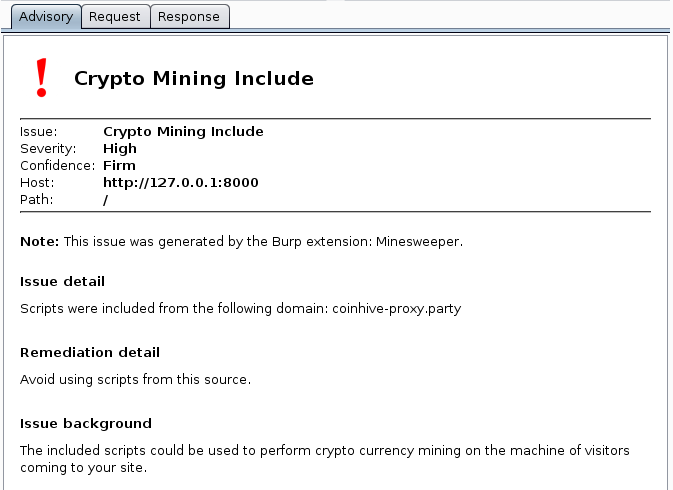 Advisory Request Response
Crypto Mining Include
Issue: Crypto Mining Include
Severity: High
Confidence: Firm
Host: http://127.0.0.1:8000
Path: /
Note: This issue was generated by the Burp extension: Minesweeper.
Issue detail
Scripts were included from the following domain: coinhive-proxy.party
Remediation detail
Avoid using scripts from this source.
Issue background
The included scripts could be used to perform crypto currency mining on the machine of visitors
coming to your site.